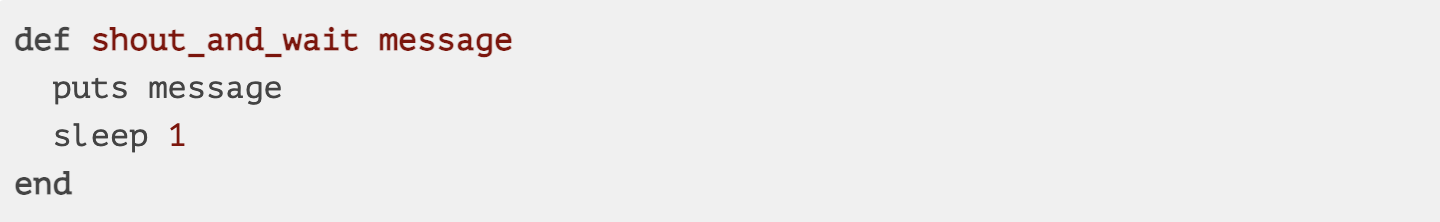 def shout_and_wait message
  puts message
  sleep 1
end